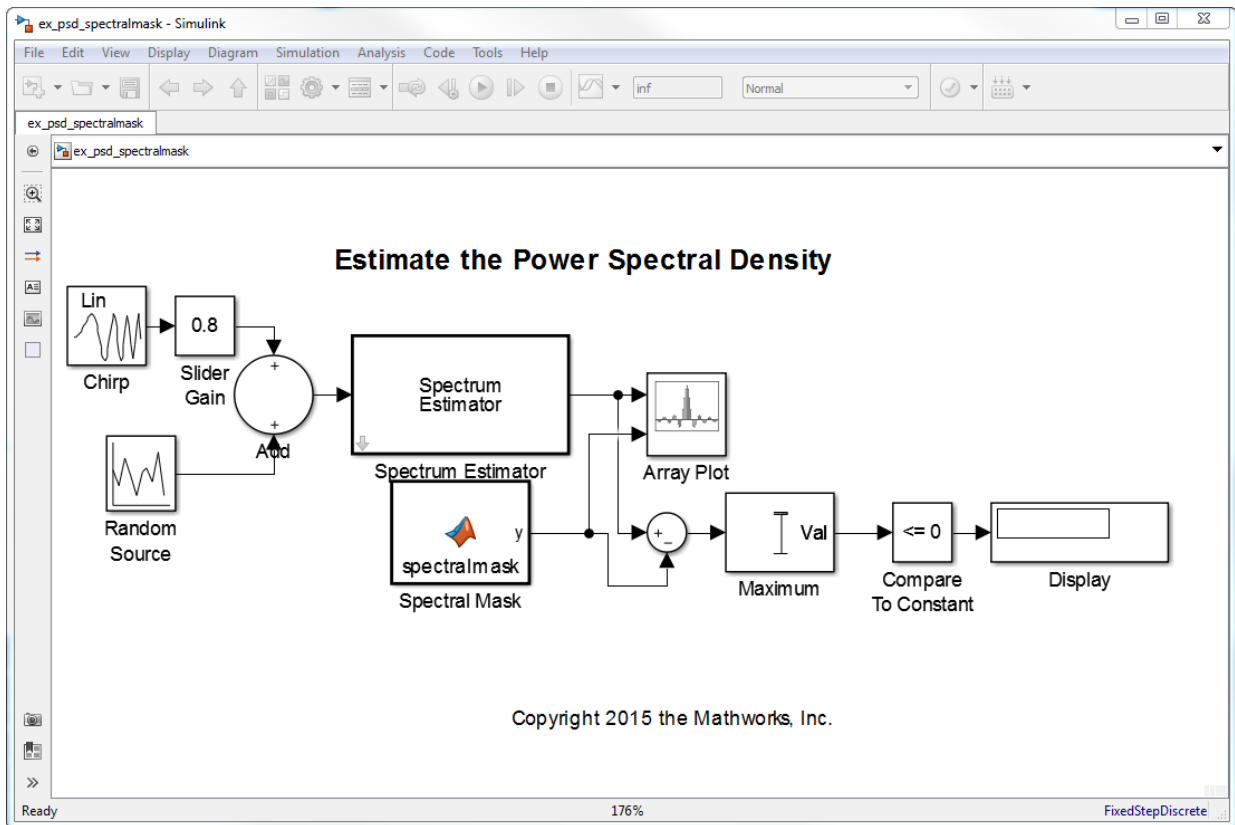 ex_psd_spectralmask - Simulink
File Edit View Display Diagram Simulation Analysis Code Tools Help
inf Normal
ex_psd_spectralmask
ex_psd_spectralmask
Estimate the Power Spectral Density
Lin
Chirp
0.8
Slider
Gain
+
+
Add
Random
Source
Spectrum
Estimator
Spectrum Estimator
Array Plot
y
spectralmask
Spectral Mask
+
-
Val
Maximum
<= 0
Compare
To Constant
Display
Copyright 2015 the Mathworks, Inc.
Ready 176% FixedStepDiscrete